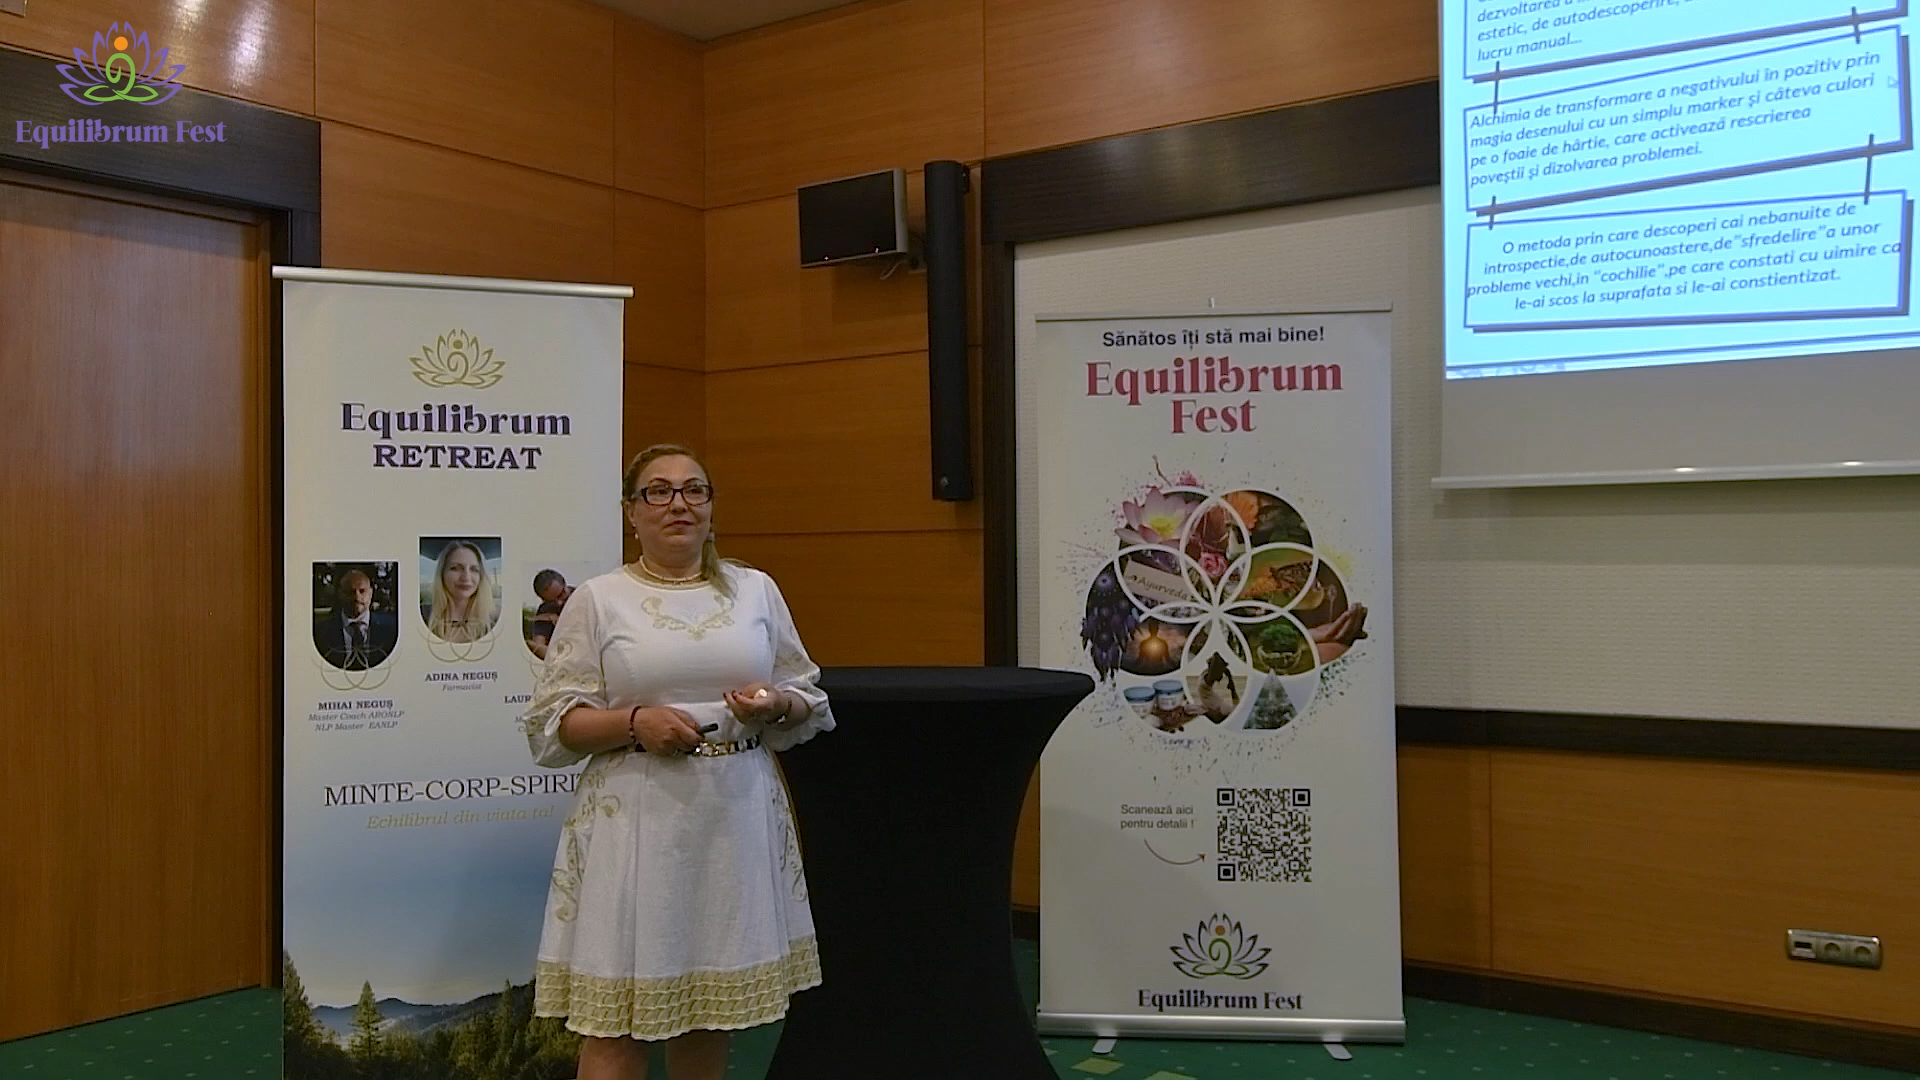 Equilibrum Fest
Equilibrum
RETREAT
MIHAI NEGUȘ
Master Coach ARONLP
NLP Master EANLP
ADINA NEGUȘ
Farmacist
LAUR
MINTE-CORP-SPIRIT
Echilibrul din viata ta!
Sănătos îți stă mai bine!
Equilibrum
Fest
Ayurveda
Scanează aici
pentru detalii !
Equilibrum Fest
dezvoltarea
estetic, de autodescoperire,
lucru manual...
Alchimia de transformare a negativului în pozitiv prin
magia desenului cu un simplu marker și câteva culori
pe o foaie de hârtie, care activează rescrierea
poveștii și dizolvarea problemei.
O metoda prin care descoperi cai nebanuite de
introspectie,de autocunoastere,de"sfredelire"a unor
probleme vechi,in "cochilie",pe care constati cu uimire ca
le-ai scos la suprafata si le-ai constientizat.